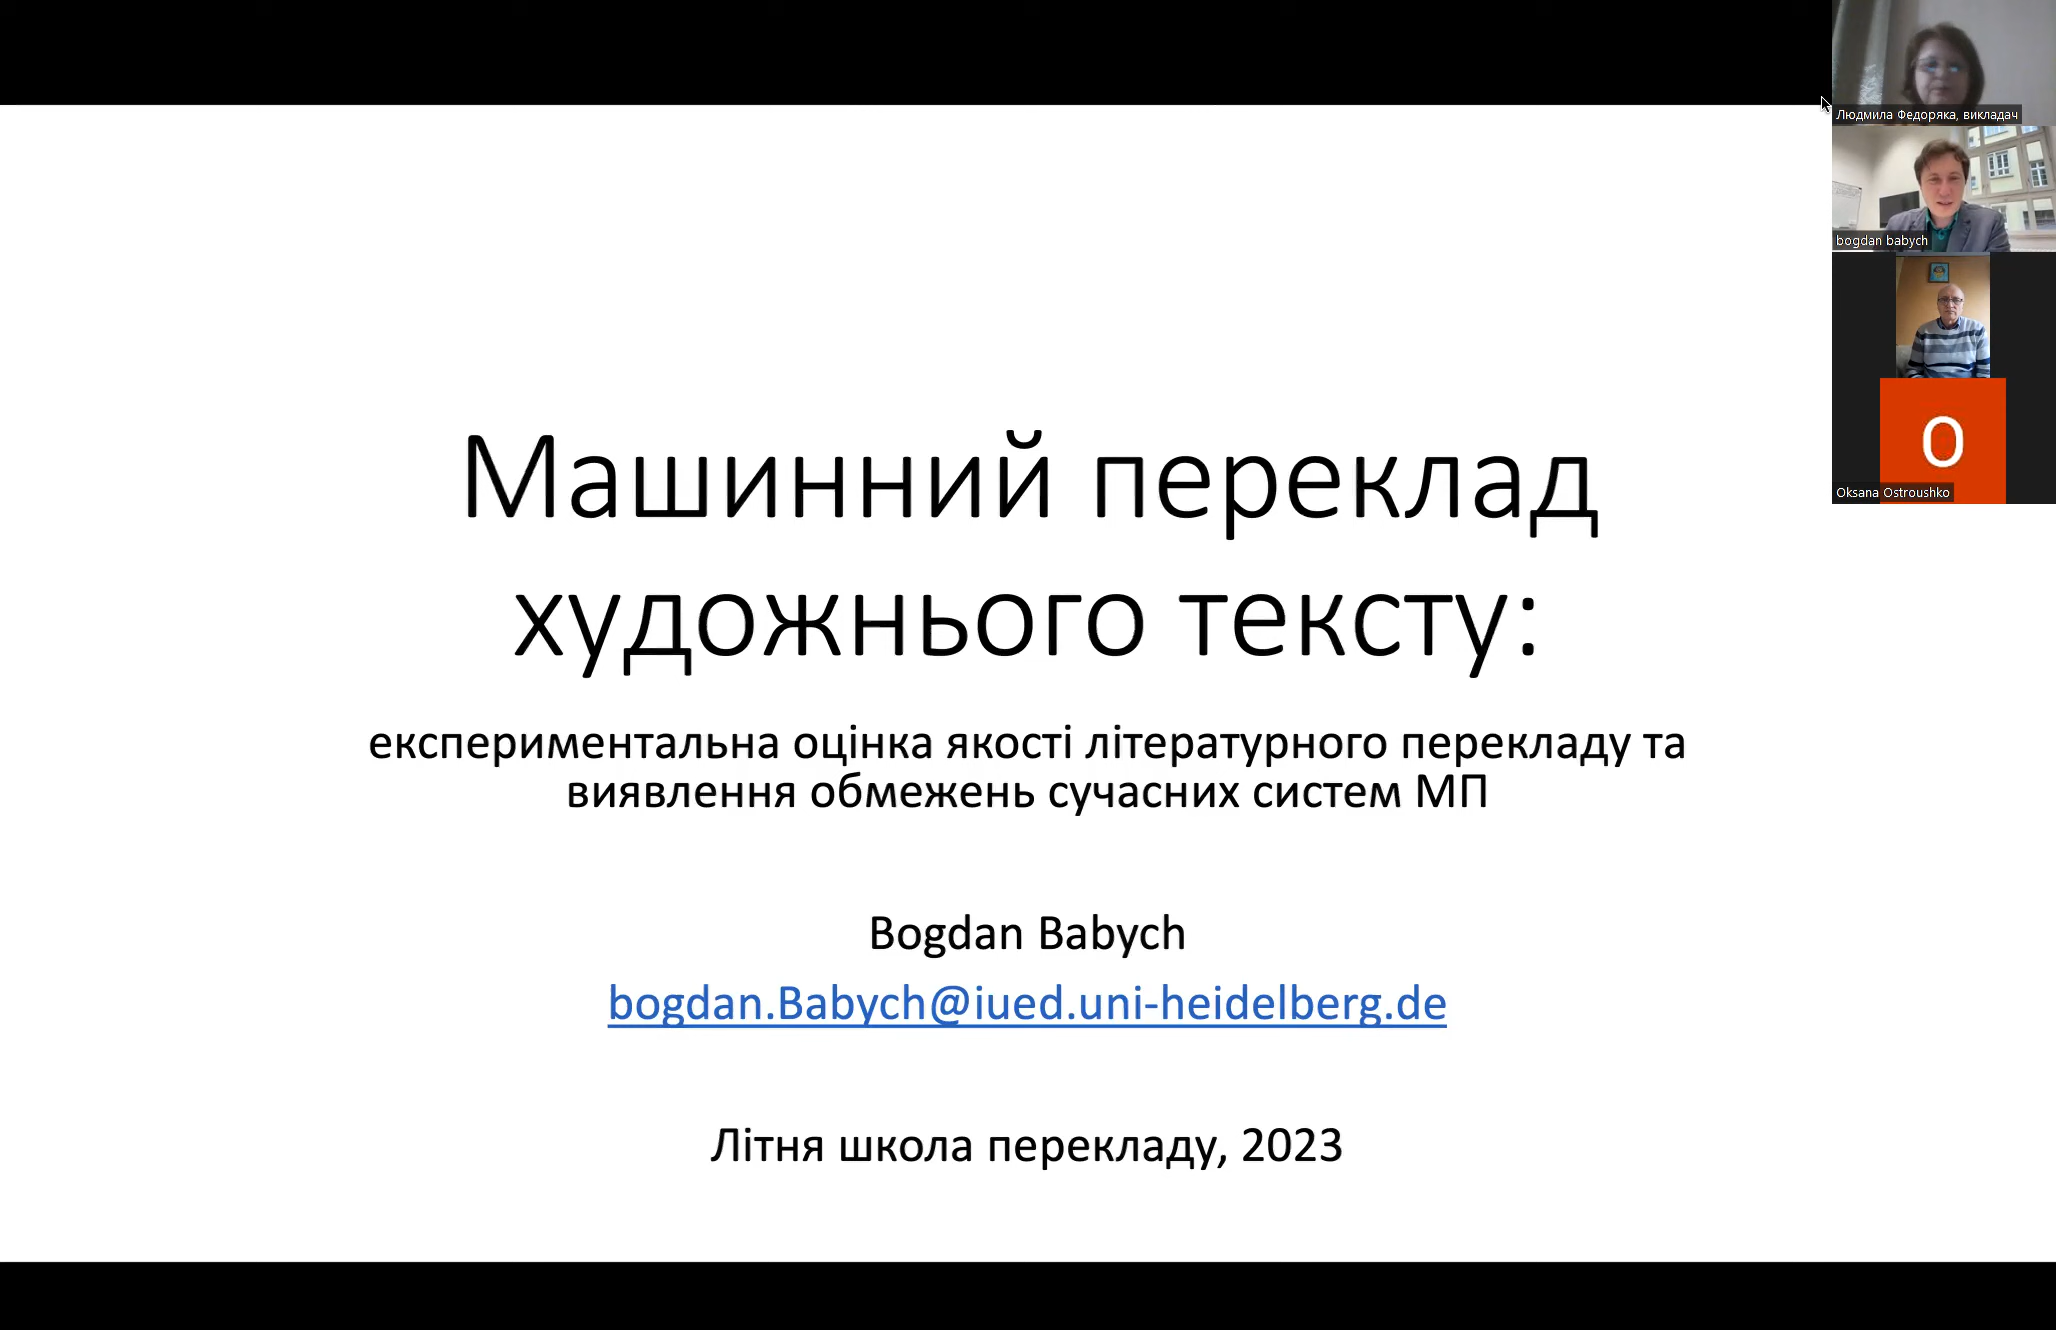 Машинний переклад
художнього тексту:
експериментальна оцінка якості літературного перекладу та
виявлення обмежень сучасних систем МП
Bogdan Babych
bogdan.Babych@iued.uni-heidelberg.de
Літня школа перекладу, 2023
Людмила Федоряка, викладач
bogdan babych
O
Oksana Ostroushko